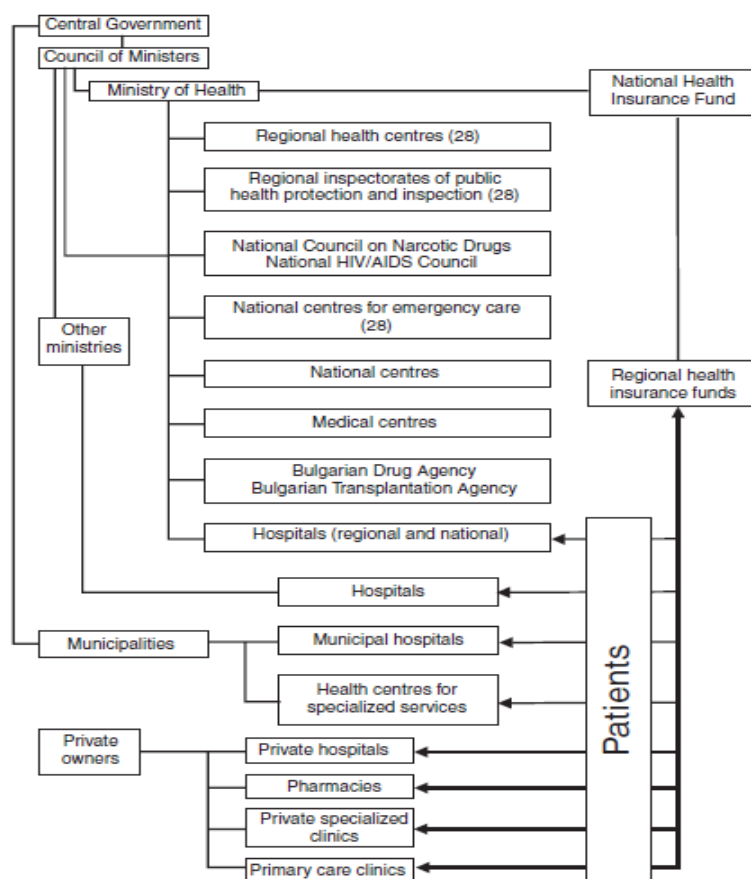 Central Government
Council of Ministers
Ministry of Health
National Health
Insurance Fund
Regional health centres (28)
Regional inspectorates of public
health protection and inspection (28)
National Council on Narcotic Drugs
National HIV/AIDS Council
National centres for emergency care
(28)
Other
ministries
National centres
Regional health
insurance funds
Medical centres
Bulgarian Drug Agency
Bulgarian Transplantation Agency
Hospitals (regional and national)
Hospitals
Municipalities
Municipal hospitals
Health centres for
specialized services
Patients
Private
owners
Private hospitals
Pharmacies
Private specialized
clinics
Primary care clinics